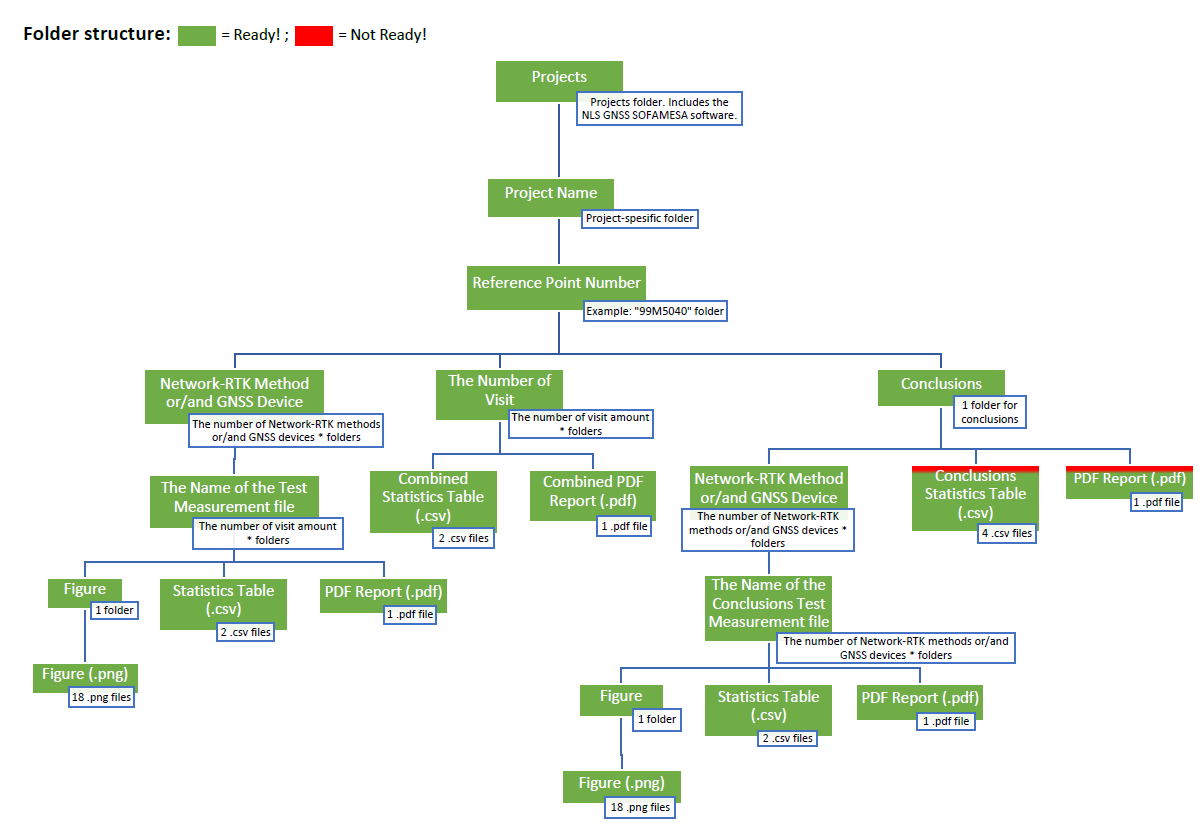 Folder structure: = Ready! ; = Not Ready!
Projects
Projects folder. Includes the
NLS GNSS SOFAMESA software.
Project Name
Project-spesific folder
Reference Point Number
Example: "99M5040" folder
Network-RTK Method
or/and GNSS Device
The number of Network-RTK methods
or/and GNSS devices * folders
The Number of
Visit
The number of visit amount
* folders
Conclusions
1 folder for
conclusions
The Name of the Test
Measurement file
The number of visit amount
* folders
Combined
Statistics Table
(.csv)
2 .csv files
Combined PDF
Report (.pdf)
1 .pdf file
Network-RTK Method
or/and GNSS Device
The number of Network-RTK
methods or/and GNSS devices *
folders
Conclusions
Statistics Table
(.csv)
4 .csv files
PDF Report (.pdf)
1 .pdf file
Figure
1 folder
Statistics Table
(.csv)
2 .csv files
PDF Report (.pdf)
1 .pdf file
The Name of the
Conclusions Test
Measurement file
The number of Network-RTK methods or/and
GNSS devices * folders
Figure (.png)
18 .png files
Figure
1 folder
Statistics Table
(.csv)
2 .csv files
PDF Report (.pdf)
1 .pdf file
Figure (.png)
18 .png files